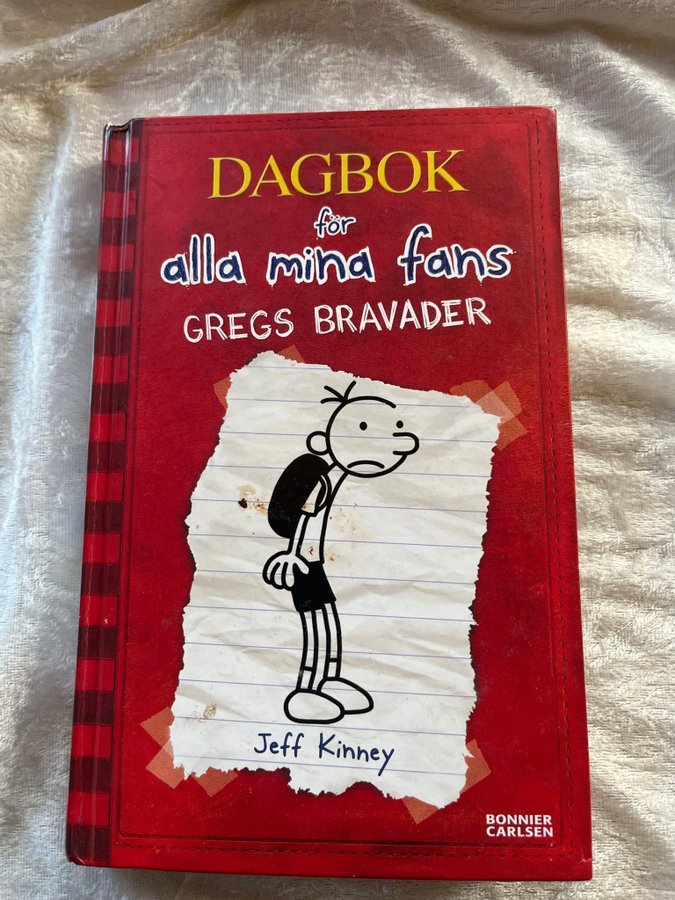 DAGBOK
för
alla mina fans
GREGS BRAVADER
Jeff Kinney
BONNIER
CARLSEN